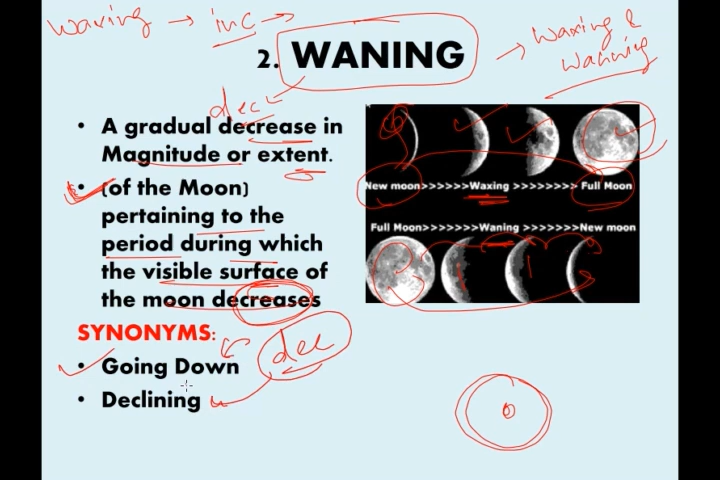 waxing → inc →
2. WANING
→ Waxing &
Wanning
dec
• A gradual decrease in
Magnitude or extent.
• (of the Moon)
pertaining to the
period during which
the visible surface of
the moon decreases
SYNONYMS:
• Going Down
dec
• Declining
New moon>>>>>>Waxing >>>>>>>> Full Moon
Full Moon>>>>>>Waning>>>>>>New moon